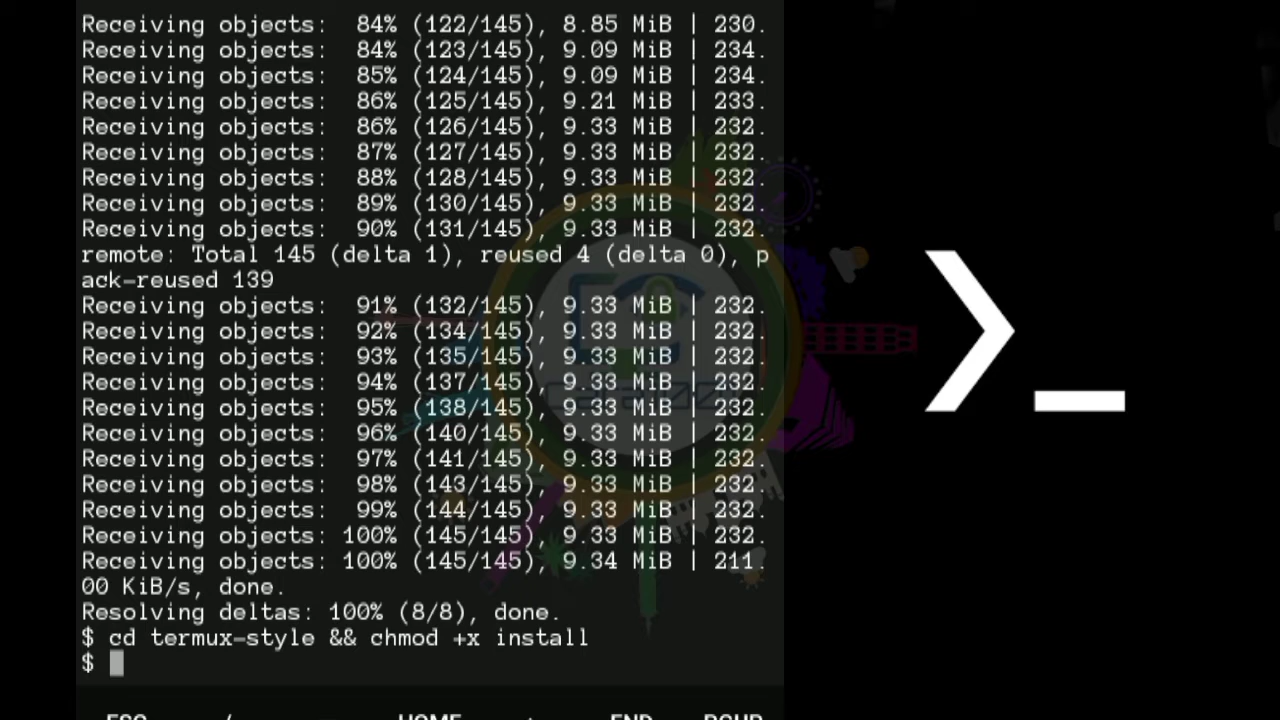 Receiving objects:  84% (122/145), 8.85 MiB | 230.
Receiving objects:  84% (123/145), 9.09 MiB | 234.
Receiving objects:  85% (124/145), 9.09 MiB | 234.
Receiving objects:  86% (125/145), 9.21 MiB | 233.
Receiving objects:  86% (126/145), 9.33 MiB | 232.
Receiving objects:  87% (127/145), 9.33 MiB | 232.
Receiving objects:  88% (128/145), 9.33 MiB | 232.
Receiving objects:  89% (130/145), 9.33 MiB | 232.
Receiving objects:  90% (131/145), 9.33 MiB | 232.
remote: Total 145 (delta 1), reused 4 (delta 0), p
ack-reused 139
Receiving objects:  91% (132/145), 9.33 MiB | 232.
Receiving objects:  92% (134/145), 9.33 MiB | 232.
Receiving objects:  93% (135/145), 9.33 MiB | 232.
Receiving objects:  94% (137/145), 9.33 MiB | 232.
Receiving objects:  95% (138/145), 9.33 MiB | 232.
Receiving objects:  96% (140/145), 9.33 MiB | 232.
Receiving objects:  97% (141/145), 9.33 MiB | 232.
Receiving objects:  98% (143/145), 9.33 MiB | 232.
Receiving objects:  99% (144/145), 9.33 MiB | 232.
Receiving objects: 100% (145/145), 9.33 MiB | 232.
Receiving objects: 100% (145/145), 9.34 MiB | 211.
00 KiB/s, done.
Resolving deltas: 100% (8/8), done.
$ cd termux-style && chmod +x install
$
❯_
ESC / HOME END PGUP